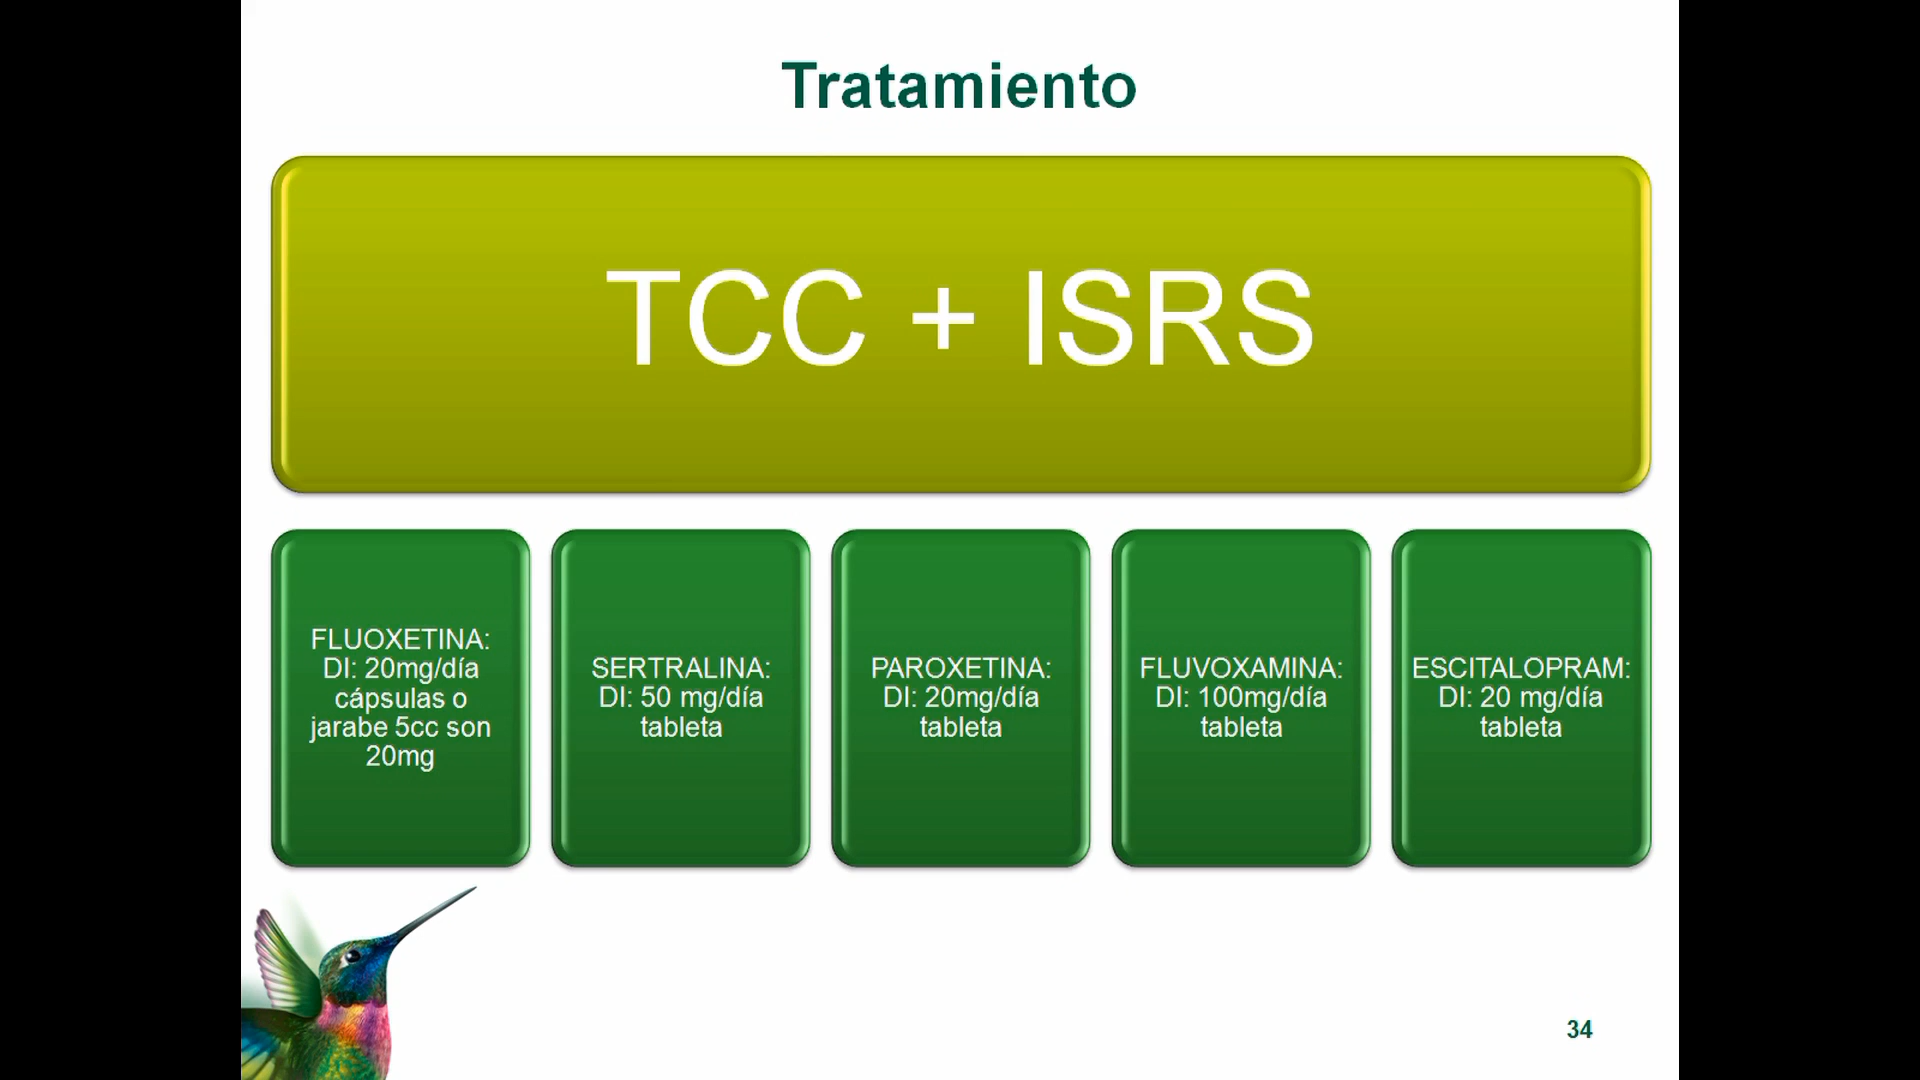 Tratamiento
TCC + ISRS
FLUOXETINA:
DI: 20mg/día
cápsulas o
jarabe 5cc son
20mg
SERTRALINA:
DI: 50 mg/día
tableta
PAROXETINA:
DI: 20mg/día
tableta
FLUVOXAMINA:
DI: 100mg/día
tableta
ESCITALOPRAM:
DI: 20 mg/día
tableta
34